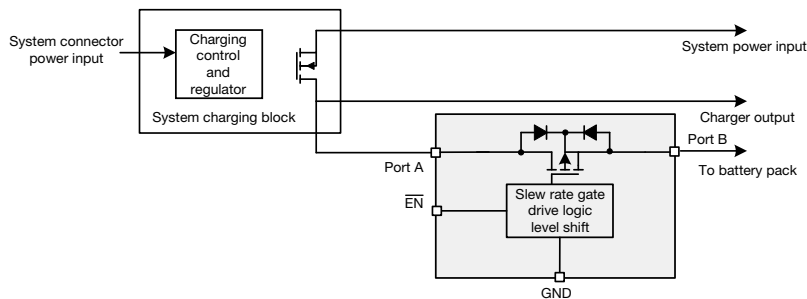 System connector
power input
Charging
control
and
regulator
System charging block
System power input
Charger output
Port A
Port B
To battery pack
EN
Slew rate gate
drive logic
level shift
GND